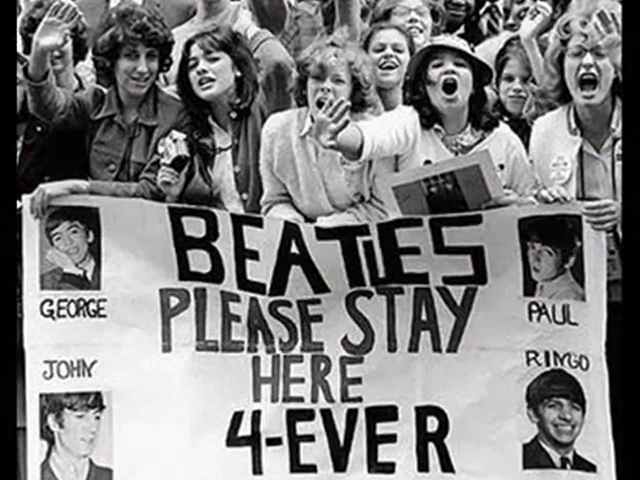 BEATLES
PLEASE STAY
HERE
4-EVER
GEORGE
PAUL
JOHN
RINGO